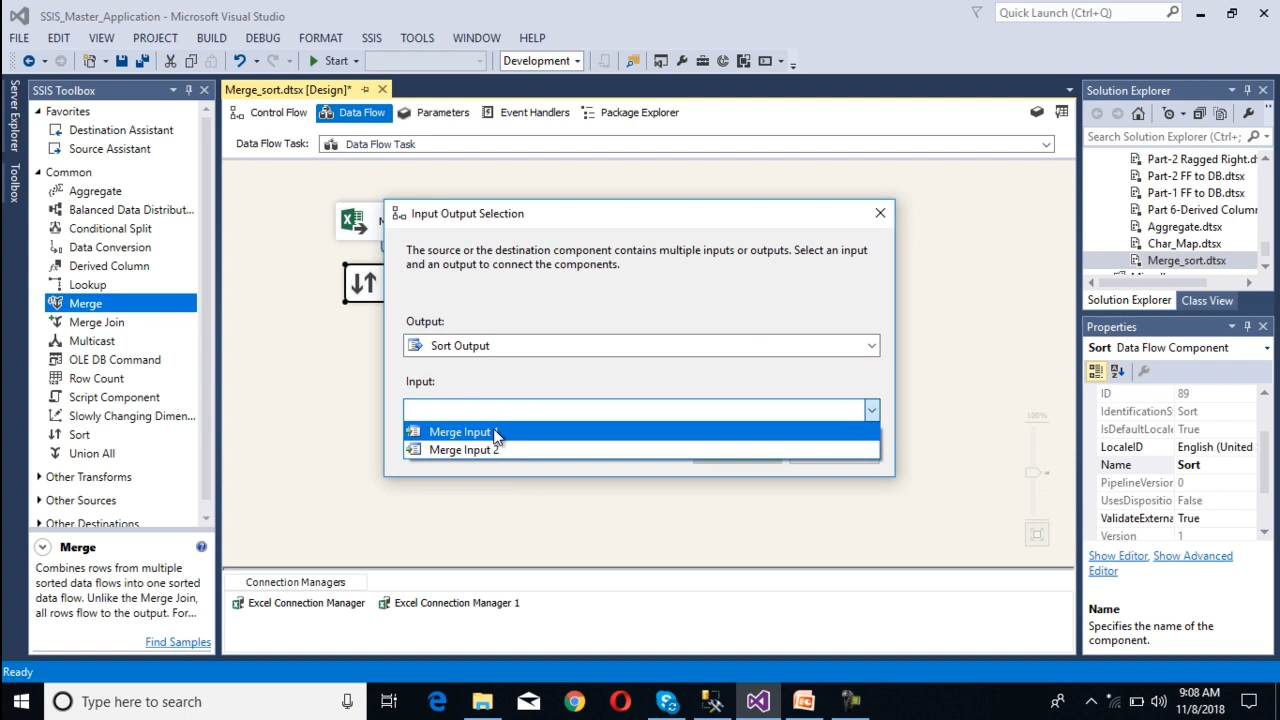 SSIS_Master_Application - Microsoft Visual Studio
Quick Launch (Ctrl+Q)
FILE EDIT VIEW PROJECT BUILD DEBUG FORMAT SSIS TOOLS WINDOW HELP
Start
Development
Server Explorer
Toolbox
SSIS Toolbox
Favorites
Destination Assistant
Source Assistant
Common
Aggregate
Balanced Data Distribut...
Conditional Split
Data Conversion
Derived Column
Lookup
Merge
Merge Join
Multicast
OLE DB Command
Row Count
Script Component
Slowly Changing Dimen...
Sort
Union All
Other Transforms
Other Sources
Other Destinations
Merge
Combines rows from multiple
sorted data flows into one sorted
data flow. Unlike the Merge Join,
all rows flow to the output. For...
Find Samples
Merge_sort.dtsx [Design]*
Control Flow Data Flow Parameters Event Handlers Package Explorer
Data Flow Task: Data Flow Task
Input Output Selection
The source or the destination component contains multiple inputs or outputs. Select an input
and an output to connect the components.
Output:
Sort Output
Input:
Merge Input
Merge Input 2
100%
Connection Managers
Excel Connection Manager Excel Connection Manager 1
Solution Explorer
Search Solution Explorer (Ctrl+;
Part-2 Ragged Right.d
Part-2 FF to DB.dtsx
Part-1 FF to DB.dtsx
Part 6-Derived Colum
Aggregate.dtsx
Char_Map.dtsx
Merge_sort.dtsx
Solution Explorer Class View
Properties
Sort Data Flow Component
ID 89
IdentificationS Sort
IsDefaultLocale True
LocaleID English (United
Name Sort
PipelineVersion 0
UsesDispositio False
ValidateExterna True
Version 1
Show Editor, Show Advanced
Editor
Name
Specifies the name of the
component.
Ready
Type here to search
9:08 AM
11/8/2018